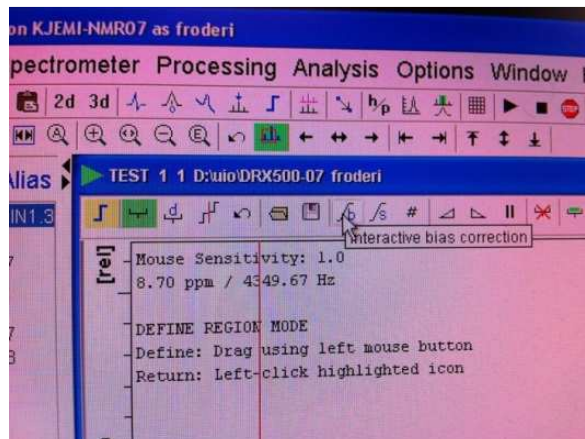 on KJEMI-NMR07 as froderi
pectrometer Processing Analysis Options Window
2d 3d h/p
Alias
TEST 1 1 D:\uio\DRX500-07 froderi
IN1.3
d b s #
Interactive bias correction
[rel]
Mouse Sensitivity: 1.0
8.70 ppm / 4349.67 Hz
DEFINE REGION MODE
Define: Drag using left mouse button
Return: Left-click highlighted icon